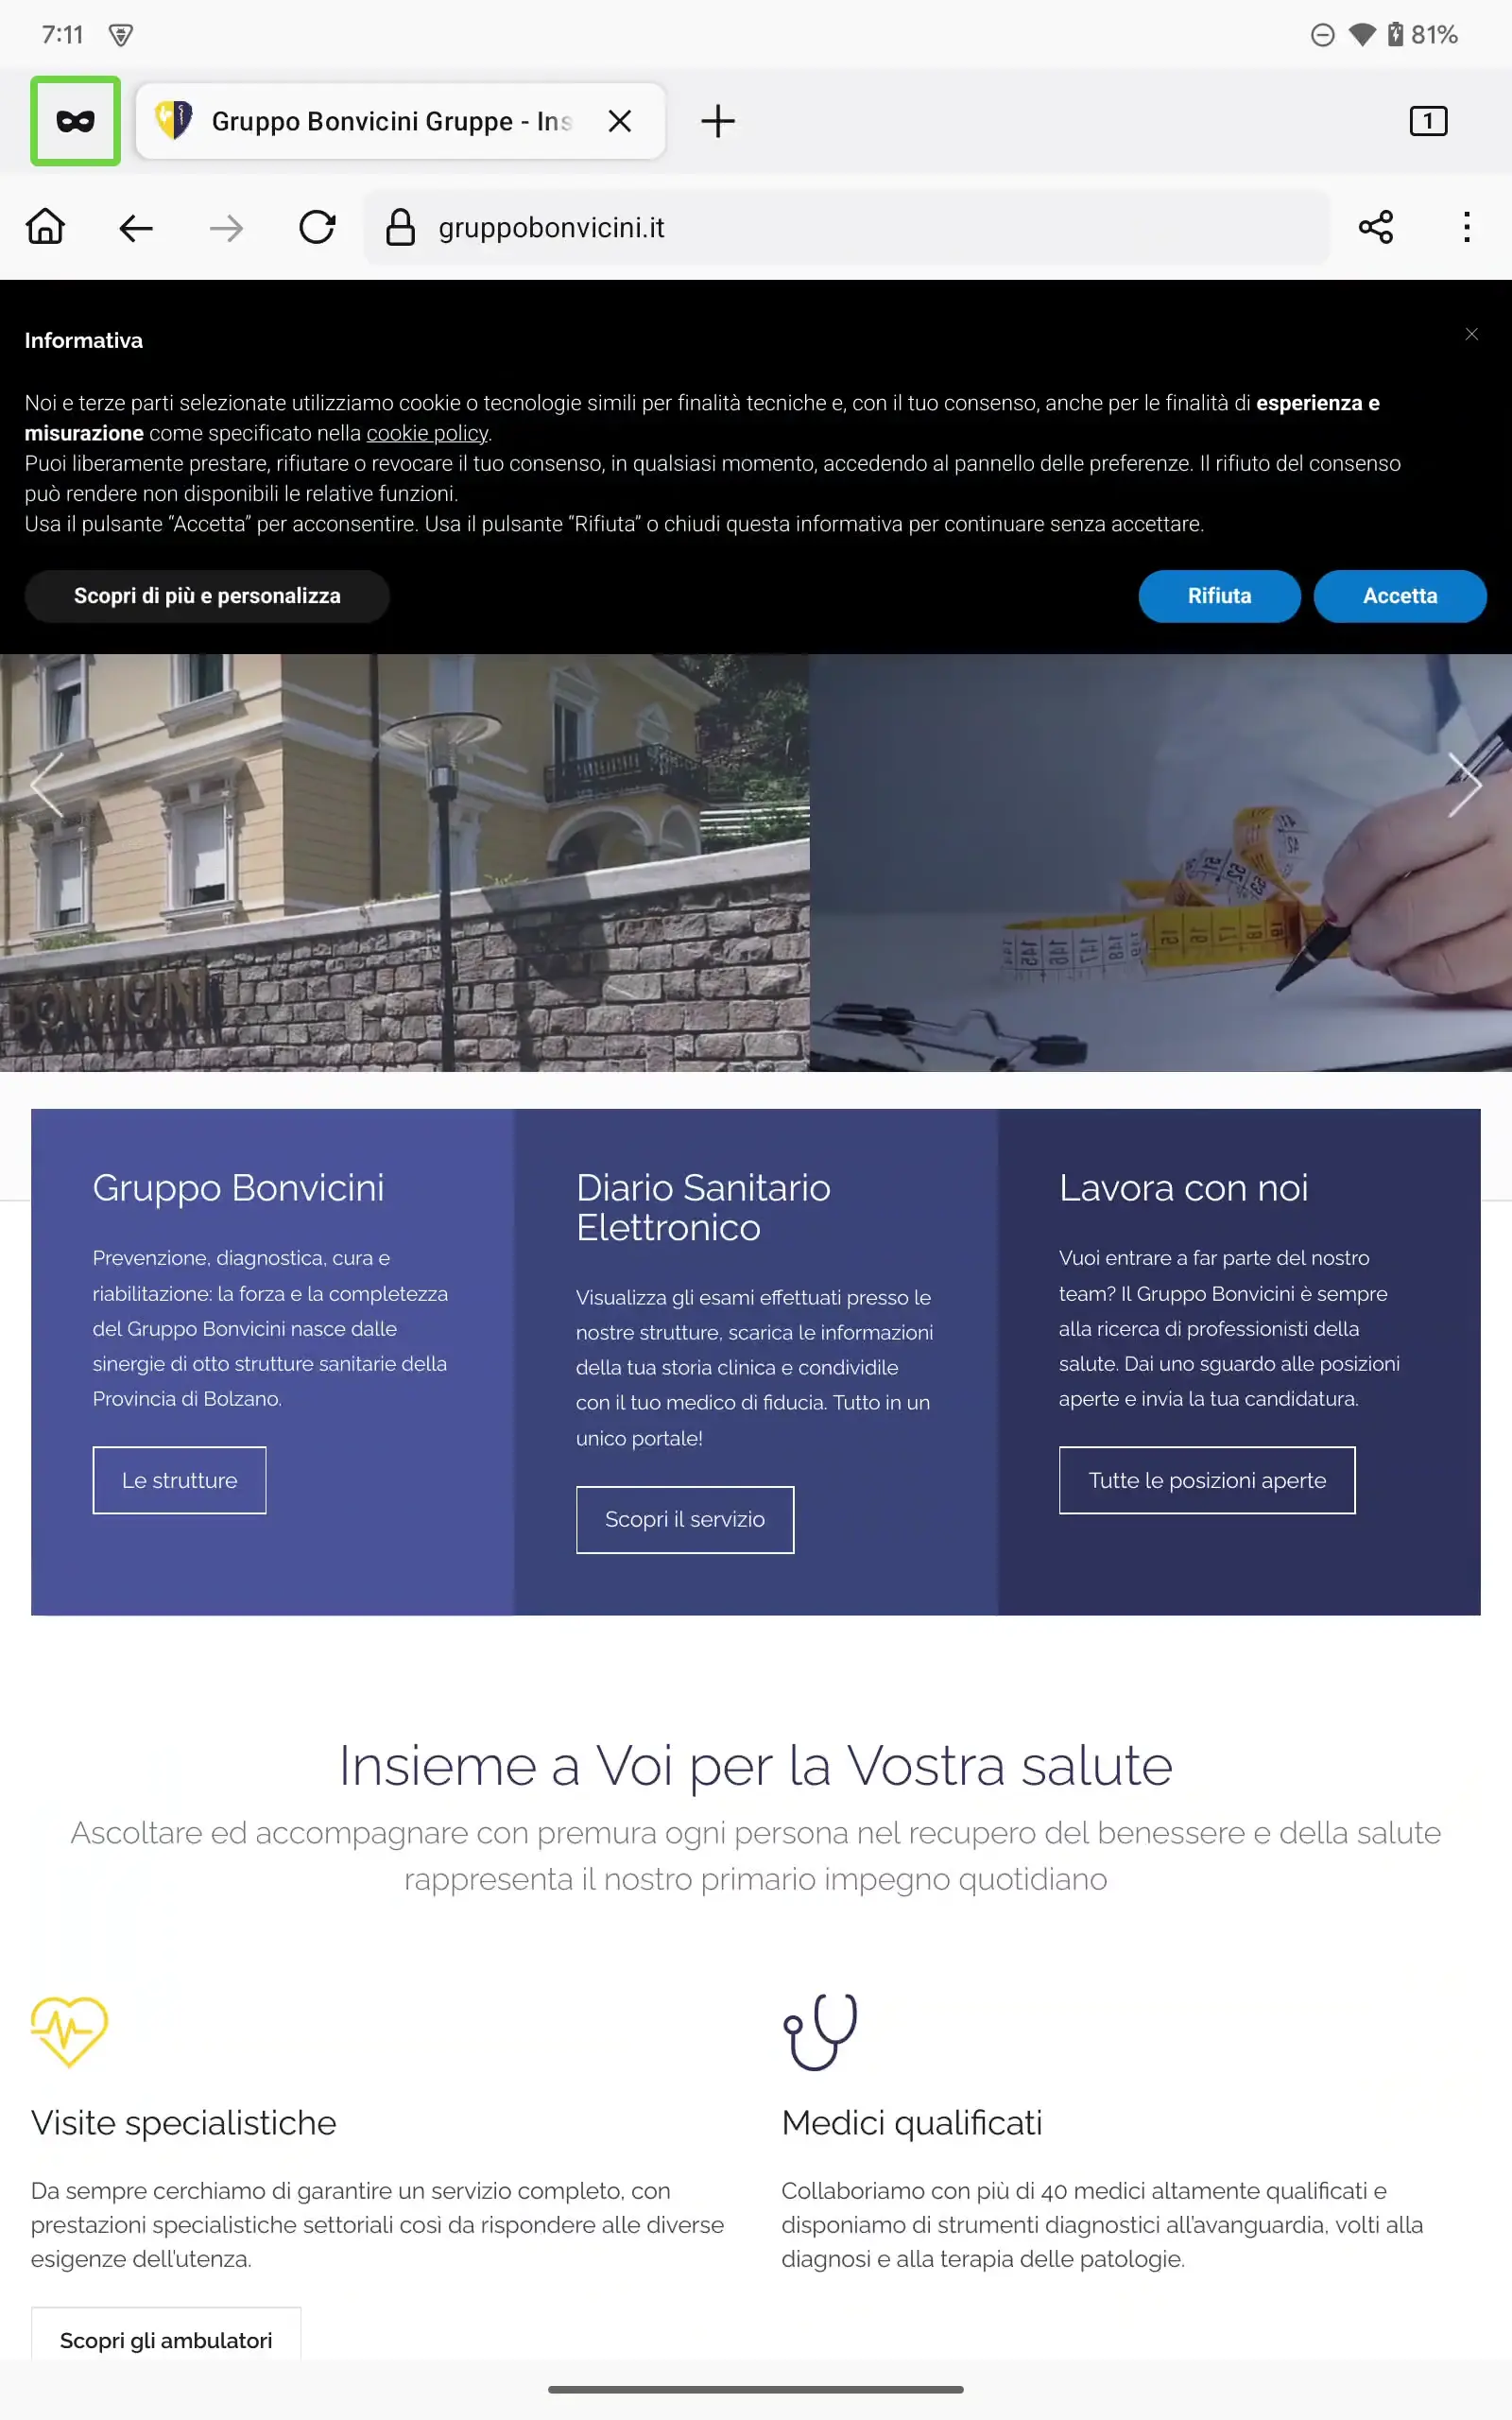 7:11
81%
Gruppo Bonvicini Gruppe - Ins
1
gruppobonvicini.it
Informativa
Noi e terze parti selezionate utilizziamo cookie o tecnologie simili per finalità tecniche e, con il tuo consenso, anche per le finalità di esperienza e
misurazione come specificato nella cookie policy.
Puoi liberamente prestare, rifiutare o revocare il tuo consenso, in qualsiasi momento, accedendo al pannello delle preferenze. Il rifiuto del consenso
può rendere non disponibili le relative funzioni.
Usa il pulsante “Accetta” per acconsentire. Usa il pulsante “Rifiuta” o chiudi questa informativa per continuare senza accettare.
Scopri di più e personalizza
Rifiuta
Accetta
BONVICINI
Gruppo Bonvicini
Prevenzione, diagnostica, cura e
riabilitazione: la forza e la completezza
del Gruppo Bonvicini nasce dalle
sinergie di otto strutture sanitarie della
Provincia di Bolzano.
Le strutture
Diario Sanitario
Elettronico
Visualizza gli esami effettuati presso le
nostre strutture, scarica le informazioni
della tua storia clinica e condividile
con il tuo medico di fiducia. Tutto in un
unico portale!
Scopri il servizio
Lavora con noi
Vuoi entrare a far parte del nostro
team? Il Gruppo Bonvicini è sempre
alla ricerca di professionisti della
salute. Dai uno sguardo alle posizioni
aperte e invia la tua candidatura.
Tutte le posizioni aperte
Insieme a Voi per la Vostra salute
Ascoltare ed accompagnare con premura ogni persona nel recupero del benessere e della salute
rappresenta il nostro primario impegno quotidiano
Visite specialistiche
Da sempre cerchiamo di garantire un servizio completo, con
prestazioni specialistiche settoriali così da rispondere alle diverse
esigenze dell'utenza.
Scopri gli ambulatori
Medici qualificati
Collaboriamo con più di 40 medici altamente qualificati e
disponiamo di strumenti diagnostici all'avanguardia, volti alla
diagnosi e alla terapia delle patologie.